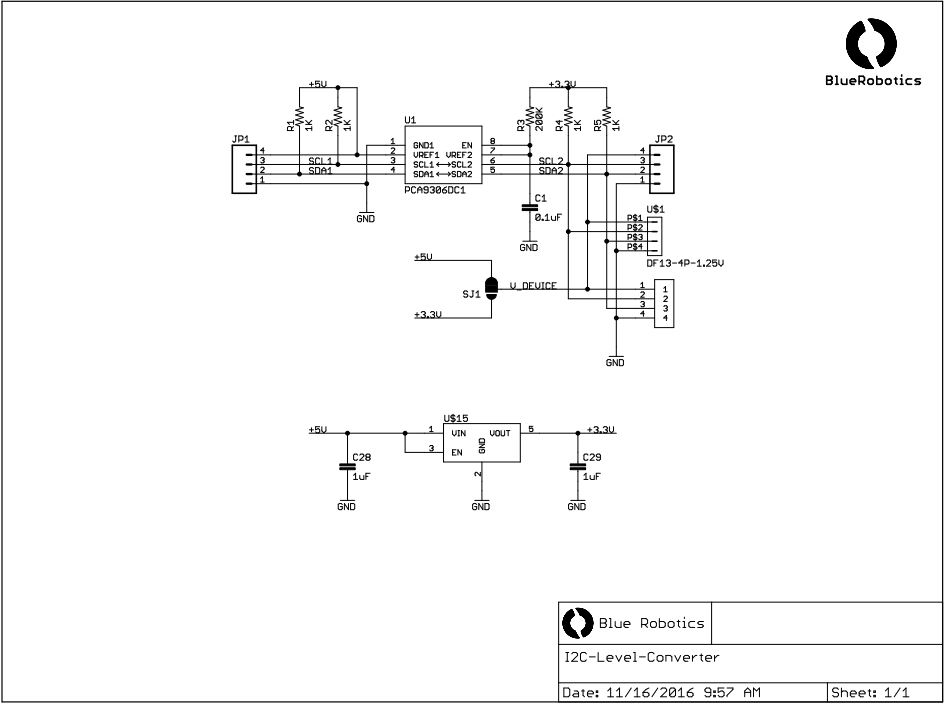 BlueRobotics
+5V
+3.3V
R1
1K
R2
1K
U1
R3
200K
R4
1K
R5
1K
JP1
4
3
2
1
SCL1
SDA1
1 GND1 EN 8
2 VREF1 VREF2 7
3 SCL1 SCL2 6
4 SDA1 SDA2 5
PCA9306DC1
SCL2
SDA2
JP2
4
3
2
1
GND
C1
0.1uF
GND
U$1
P$1
P$2
P$3
P$4
DF13-4P-1.25V
+5V
SJ1
V_DEVICE
+3.3V
1 1
2 2
3 3
4 4
GND
U$15
+5V
1 VIN VOUT 5
3 EN GND
2
+3.3V
C28
1uF
GND
GND
C29
1uF
GND
Blue Robotics
I2C-Level-Converter
Date: 11/16/2016 9:57 AM
Sheet: 1/1